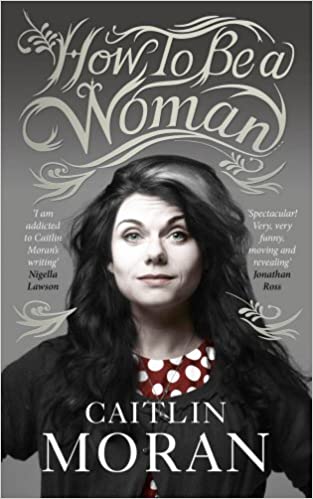 How To Be a
Woman
'I am
addicted
to Caitlin
Moran's
writing'
Nigella
Lawson
'Spectacular!
Very, very
funny,
moving and
revealing'
Jonathan
Ross
CAITLIN
MORAN